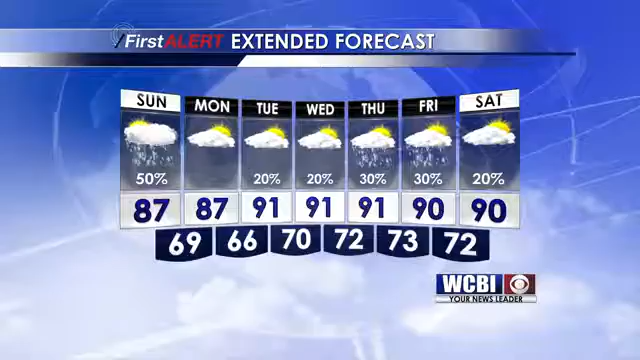 FirstALERT EXTENDED FORECAST
SUN MON TUE WED THU FRI SAT
50% 20% 20% 30% 30% 20%
87 87 91 91 91 90 90
69 66 70 72 73 72
WCBI
YOUR NEWS LEADER